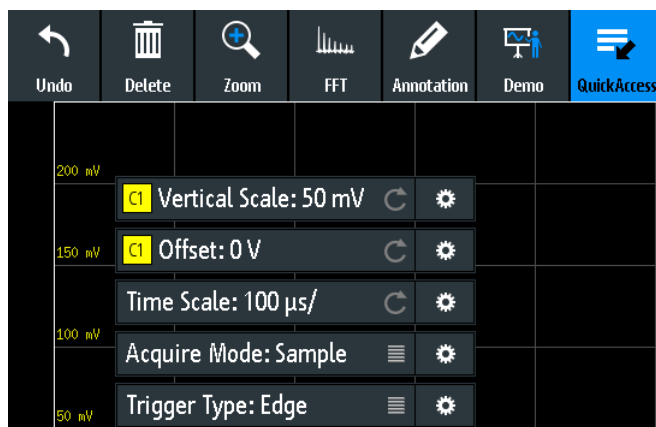 Undo Delete Zoom FFT Annotation Demo QuickAccess
200 mV
C1 Vertical Scale: 50 mV
150 mV
C1 Offset: 0 V
Time Scale: 100 µs/
100 mV
Acquire Mode: Sample
Trigger Type: Edge
50 mV